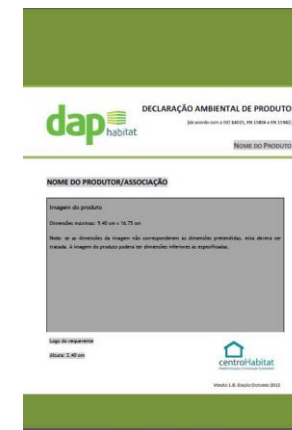 dap
habitat
DECLARAÇÃO AMBIENTAL DE PRODUTO
[de acordo com a ISO 14025, EN 15804 e EN 15942]
NOME DO PRODUTO
NOME DO PRODUTOR/ASSOCIAÇÃO
Imagem do produto
Dimensões máximas: 9,40 cm x 16,75 cm
Nota: se as dimensões da imagem não corresponderem às dimensões pretendidas, esta deverá ser
tratada. A imagem do produto poderá ter dimensões inferiores às especificadas.
Logo do requerente
Altura: 2,40 cm
centroHabitat
Versão 1.0. Edição Outubro 2012